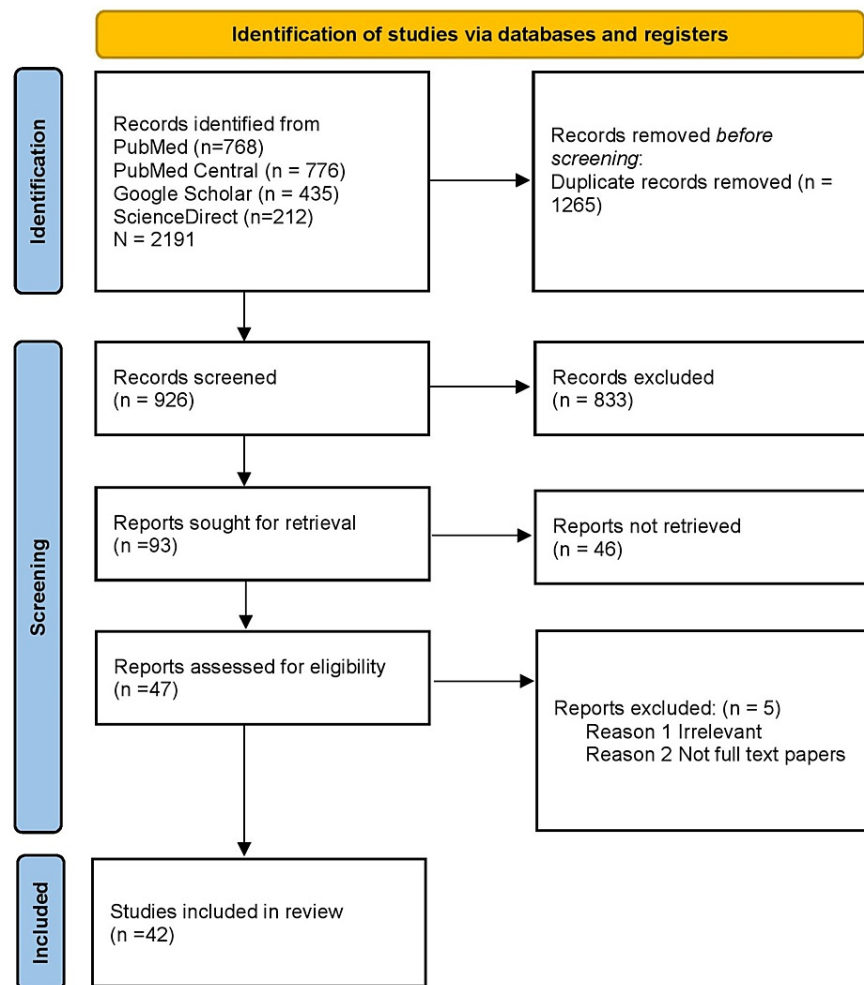 Identification of studies via databases and registers
Identification
Records identified from
PubMed (n=768)
PubMed Central (n = 776)
Google Scholar (n = 435)
ScienceDirect (n=212)
N = 2191
Records removed before
screening:
Duplicate records removed (n =
1265)
Screening
Records screened
(n = 926)
Records excluded
(n = 833)
Reports sought for retrieval
(n =93)
Reports not retrieved
(n = 46)
Reports assessed for eligibility
(n =47)
Reports excluded: (n = 5)
Reason 1 Irrelevant
Reason 2 Not full text papers
Included
Studies included in review
(n =42)